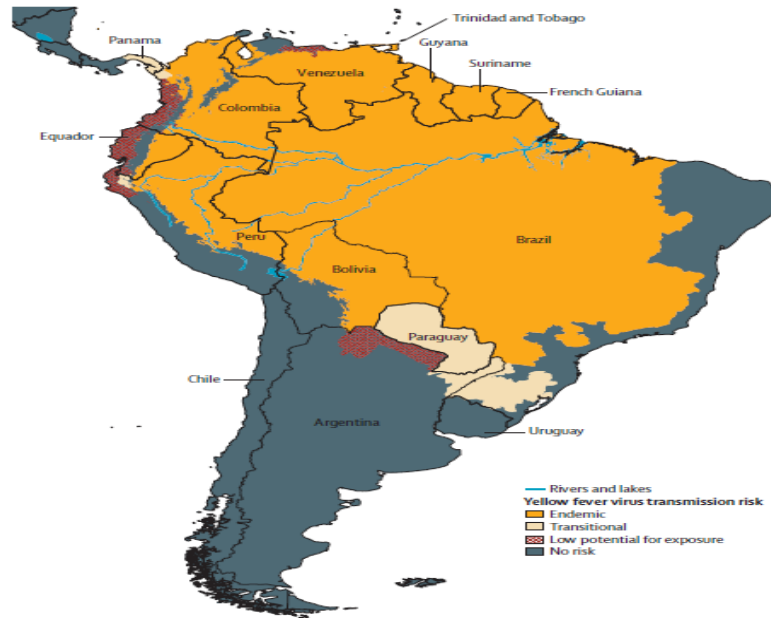 Trinidad and Tobago
Panama
Guyana
Venezuela
Suriname
French Guiana
Colombia
Equador
Peru
Brazil
Bolivia
Paraguay
Chile
Argentina
Uruguay
Rivers and lakes
Yellow fever virus transmission risk
Endemic
Transitional
Low potential for exposure
No risk